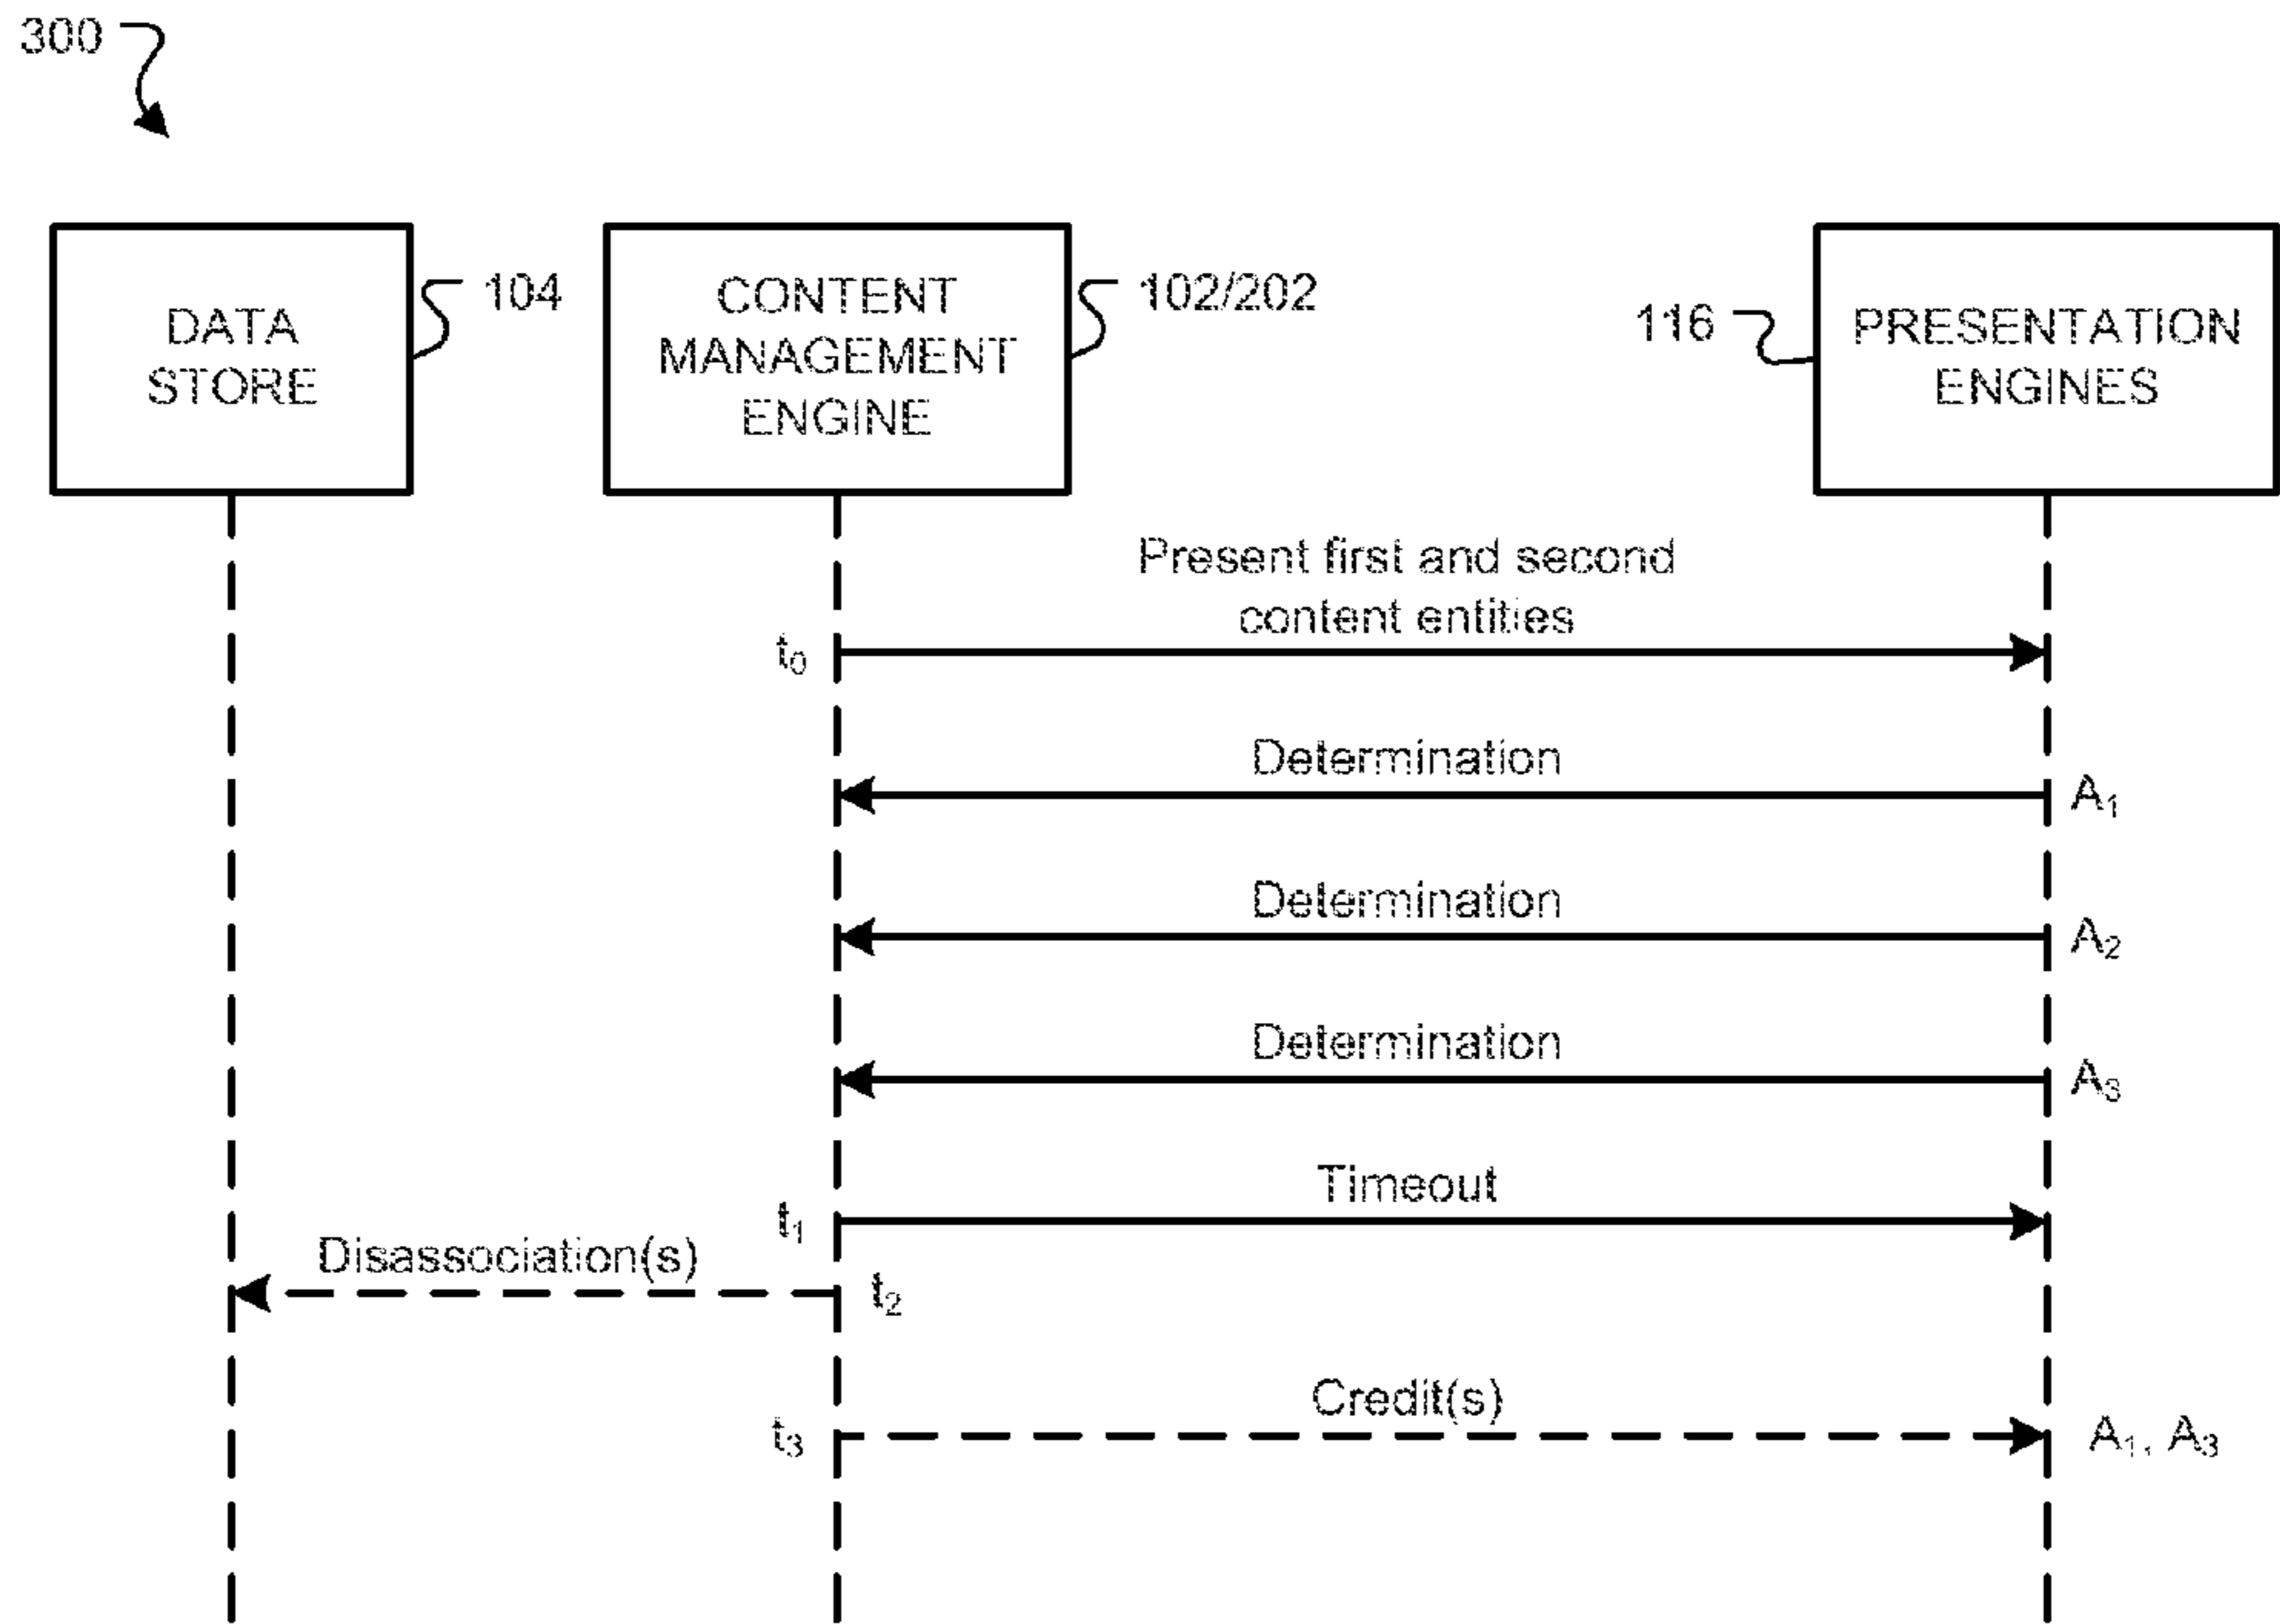 300
DATA
STORE
104
CONTENT
MANAGEMENT
ENGINE
102/202
116
PRESENTATION
ENGINES
Present first and second
content entities
t0
Determination
A1
Determination
A2
Determination
A3
Timeout
t1
Disassociation(s)
t2
Credit(s)
t3
A1, A3